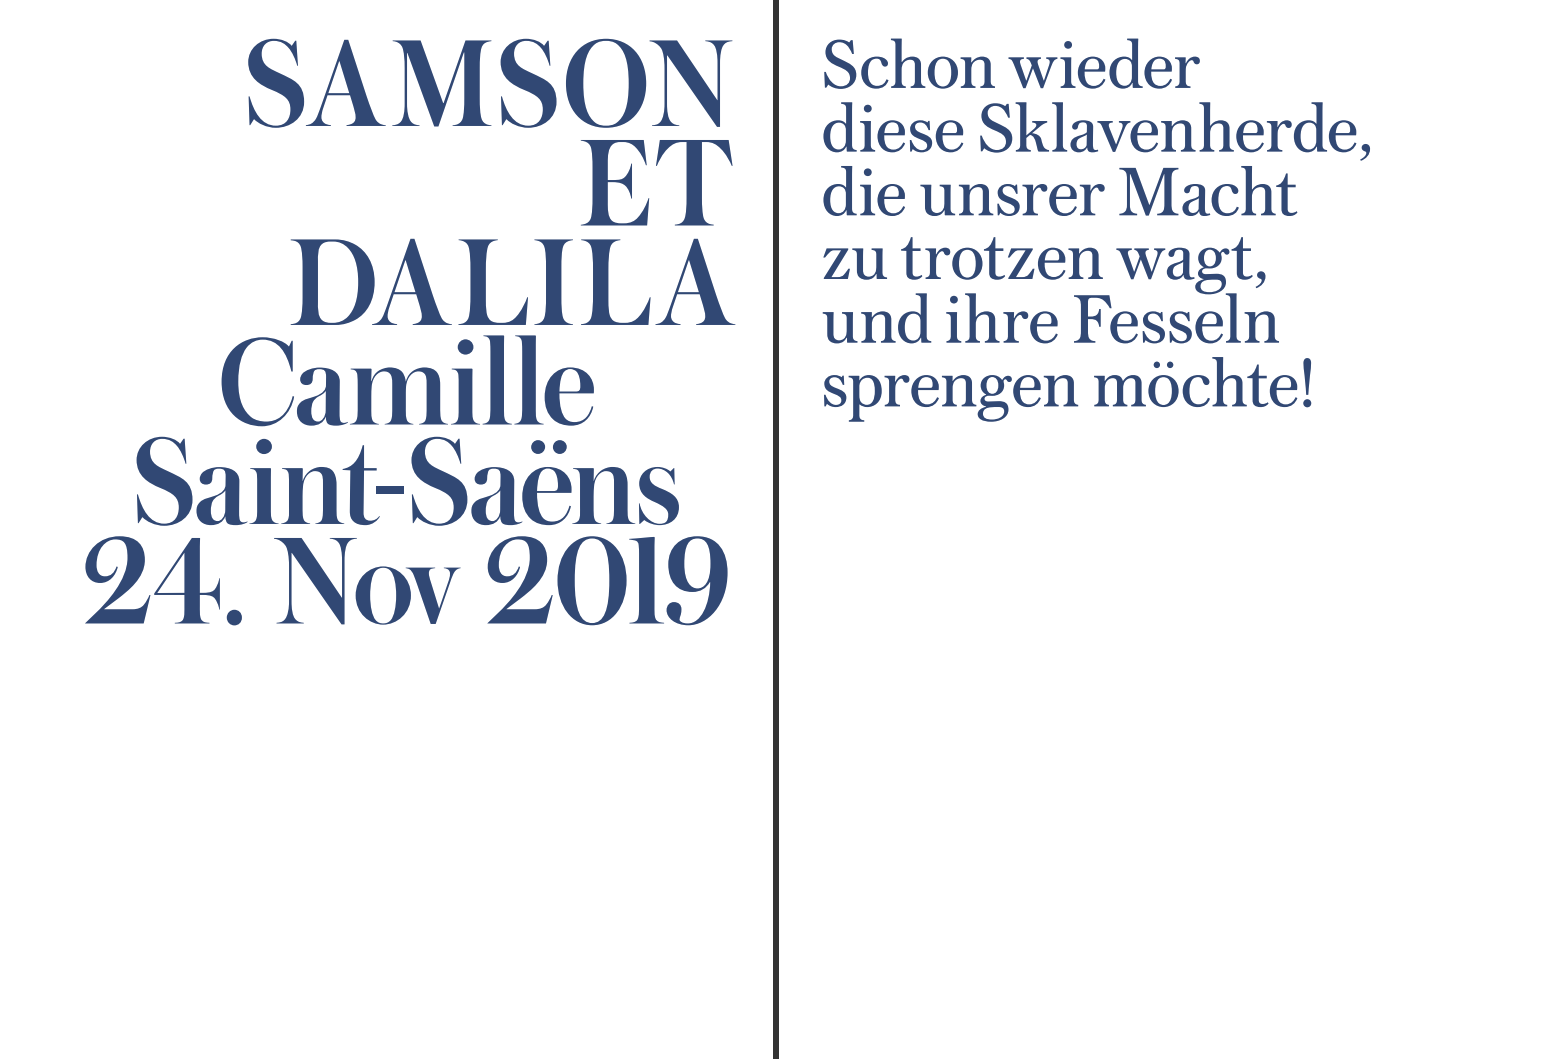 SAMSON
ET
DALILA
Camille
Saint-Saëns
24. Nov 2019
Schon wieder
diese Sklavenherde,
die unsrer Macht
zu trotzen wagt,
und ihre Fesseln
sprengen möchte!